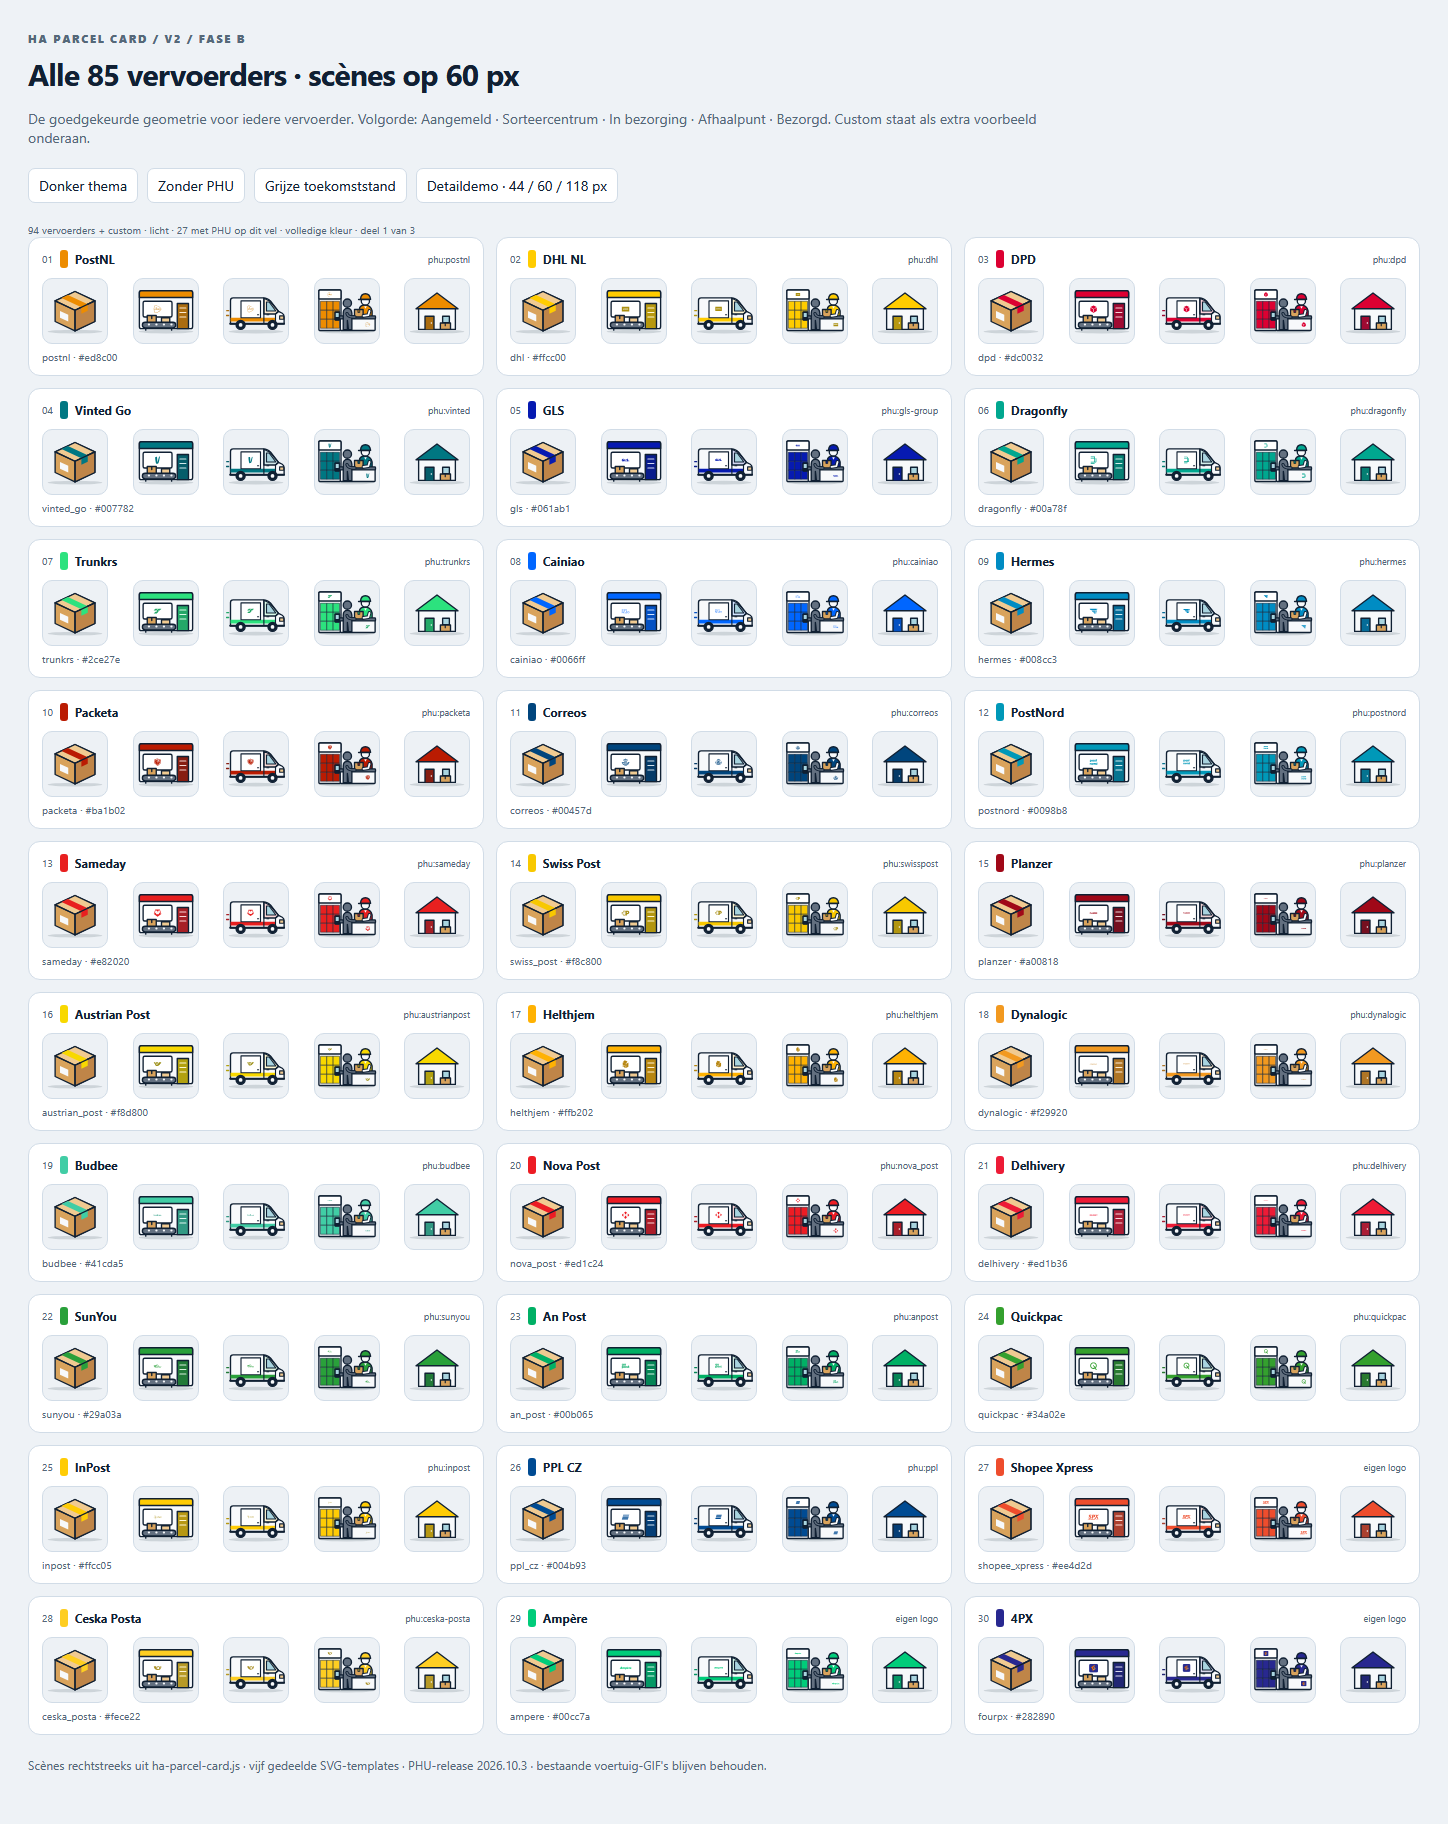 HA PARCEL CARD / V2 / FASE B
Alle 85 vervoerders · scènes op 60 px
De goedgekeurde geometrie voor iedere vervoerder. Volgorde: Aangemeld · Sorteercentrum · In bezorging · Afhaalpunt · Bezorgd. Custom staat als extra voorbeeld
onderaan.
Donker thema
Zonder PHU
Grijze toekomststand
Detaildemo · 44 / 60 / 118 px
94 vervoerders + custom · licht · 27 met PHU op dit vel · volledige kleur · deel 1 van 3
01 PostNL phu:postnl
postnl · #ed8c00
02 DHL NL phu:dhl
dhl · #ffcc00
03 DPD phu:dpd
dpd · #dc0032
04 Vinted Go phu:vinted
vinted_go · #007782
05 GLS phu:gls-group
gls · #061ab1
06 Dragonfly phu:dragonfly
dragonfly · #00a78f
07 Trunkrs phu:trunkrs
trunkrs · #2ce27e
08 Cainiao phu:cainiao
cainiao · #0066ff
09 Hermes phu:hermes
hermes · #008cc3
10 Packeta phu:packeta
packeta · #ba1b02
11 Correos phu:correos
correos · #00457d
12 PostNord phu:postnord
postnord · #0098b8
13 Sameday phu:sameday
sameday · #e82020
14 Swiss Post phu:swisspost
swiss_post · #f8c800
15 Planzer phu:planzer
planzer · #a00818
16 Austrian Post phu:austrianpost
austrian_post · #f8d800
17 Helthjem phu:helthjem
helthjem · #ffb202
18 Dynalogic phu:dynalogic
dynalogic · #f29920
19 Budbee phu:budbee
budbee · #41cda5
20 Nova Post phu:nova_post
nova_post · #ed1c24
21 Delhivery phu:delhivery
delhivery · #ed1b36
22 SunYou phu:sunyou
sunyou · #29a03a
23 An Post phu:anpost
an_post · #00b065
24 Quickpac phu:quickpac
quickpac · #34a02e
25 InPost phu:inpost
inpost · #ffcc05
26 PPL CZ phu:ppl
ppl_cz · #004b93
27 Shopee Xpress eigen logo
shopee_xpress · #ee4d2d
28 Ceska Posta phu:ceska-posta
ceska_posta · #fece22
29 Ampère eigen logo
ampere · #00cc7a
30 4PX eigen logo
fourpx · #282890
Scènes rechtstreeks uit ha-parcel-card.js · vijf gedeelde SVG-templates · PHU-release 2026.10.3 · bestaande voertuig-GIF's blijven behouden.